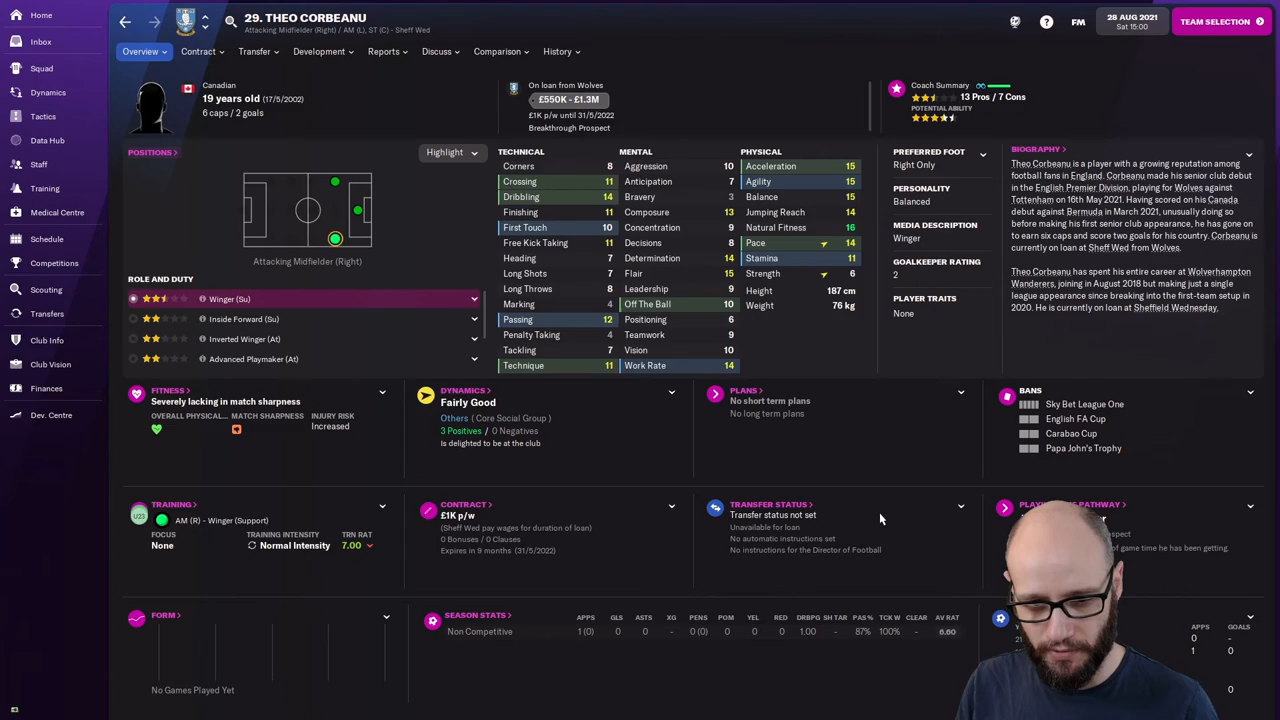 Home
Inbox
Squad
Dynamics
Tactics
Data Hub
Staff
Training
Medical Centre
Schedule
Competitions
Scouting
Transfers
Club Info
Club Vision
Finances
Dev. Centre
29. THEO CORBEANU
Attacking Midfielder (Right) / AM (L), ST (C) - Sheff Wed
FM
28 AUG 2021
Sat 15:00
TEAM SELECTION
Overview
Contract
Transfer
Development
Reports
Discuss
Comparison
History
Canadian
19 years old (17/5/2002)
6 caps / 2 goals
On loan from Wolves
£550K - £1.3M
£1K p/w until 31/5/2022
Breakthrough Prospect
Coach Summary
13 Pros / 7 Cons
POTENTIAL ABILITY
POSITIONS
Highlight
Attacking Midfielder (Right)
ROLE AND DUTY
Winger (Su)
Inside Forward (Su)
Inverted Winger (At)
Advanced Playmaker (At)
TECHNICAL
Corners 8
Crossing 11
Dribbling 14
Finishing 11
First Touch 10
Free Kick Taking 11
Heading 7
Long Shots 7
Long Throws 8
Marking 4
Passing 12
Penalty Taking 4
Tackling 7
Technique 11
MENTAL
Aggression 10
Anticipation 7
Bravery 3
Composure 13
Concentration 9
Decisions 8
Determination 14
Flair 15
Leadership 9
Off The Ball 10
Positioning 6
Teamwork 9
Vision 10
Work Rate 14
PHYSICAL
Acceleration 15
Agility 15
Balance 15
Jumping Reach 14
Natural Fitness 16
Pace 14
Stamina 11
Strength 6
Height 187 cm
Weight 76 kg
PREFERRED FOOT
Right Only
PERSONALITY
Balanced
MEDIA DESCRIPTION
Winger
GOALKEEPER RATING
2
PLAYER TRAITS
None
BIOGRAPHY
Theo Corbeanu is a player with a growing reputation among
football fans in England. Corbeanu made his senior club debut
in the English Premier Division, playing for Wolves against
Tottenham on 16th May 2021. Having scored on his Canada
debut against Bermuda in March 2021, unusually doing so
before making his first senior club appearance, he has gone on
to earn six caps and score two goals for his country. Corbeanu
is currently on loan at Sheff Wed from Wolves.
Theo Corbeanu has spent his entire career at Wolverhampton
Wanderers, joining in August 2018 but making just a single
league appearance since breaking into the first-team setup in
2020. He is currently on loan at Sheffield Wednesday.
FITNESS
Severely lacking in match sharpness
OVERALL PHYSICAL... MATCH SHARPNESS INJURY RISK
Increased
DYNAMICS
Fairly Good
Others ( Core Social Group )
3 Positives / 0 Negatives
Is delighted to be at the club
PLANS
No short term plans
No long term plans
BANS
Sky Bet League One
English FA Cup
Carabao Cup
Papa John's Trophy
TRAINING
U23
AM (R) - Winger (Support)
FOCUS
None
TRAINING INTENSITY
Normal Intensity
TRN RAT
7.00
CONTRACT
£1K p/w
(Sheff Wed pay wages for duration of loan)
0 Bonuses / 0 Clauses
Expires in 9 months (31/5/2022)
TRANSFER STATUS
Transfer status not set
Unavailable for loan
No automatic instructions set
No instructions for the Director of Football
PATHWAY
of game time he has been getting.
FORM
No Games Played Yet
SEASON STATS
APPS GLS ASTS XG PENS POM YEL RED DRBPG SH TAR PAS % TCK W CLEAR AV RAT
Non Competitive 1 (0) 0 0 - 0 (0) 0 0 0 1.00 - 87% 100% - 6.60
APPS GOALS
0 -
1 0
0